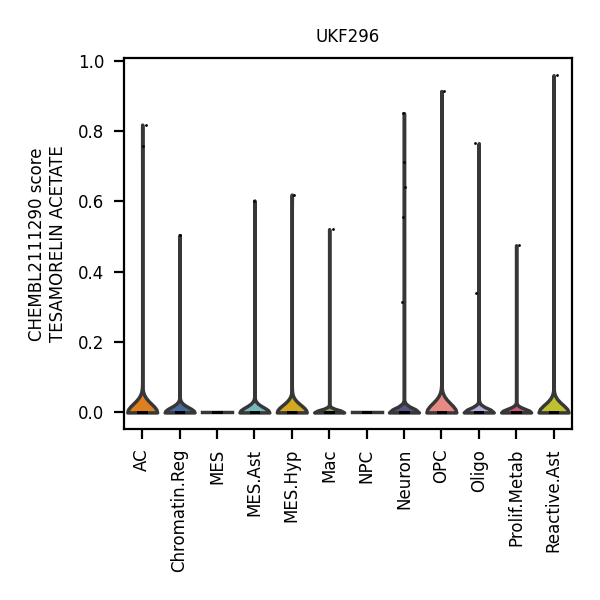 UKF296
CHEMBL2111290 score
TESAMORELIN ACETATE
1.0
0.8
0.6
0.4
0.2
0.0
AC
Chromatin.Reg
MES
MES.Ast
MES.Hyp
Mac
NPC
Neuron
OPC
Oligo
Prolif.Metab
Reactive.Ast